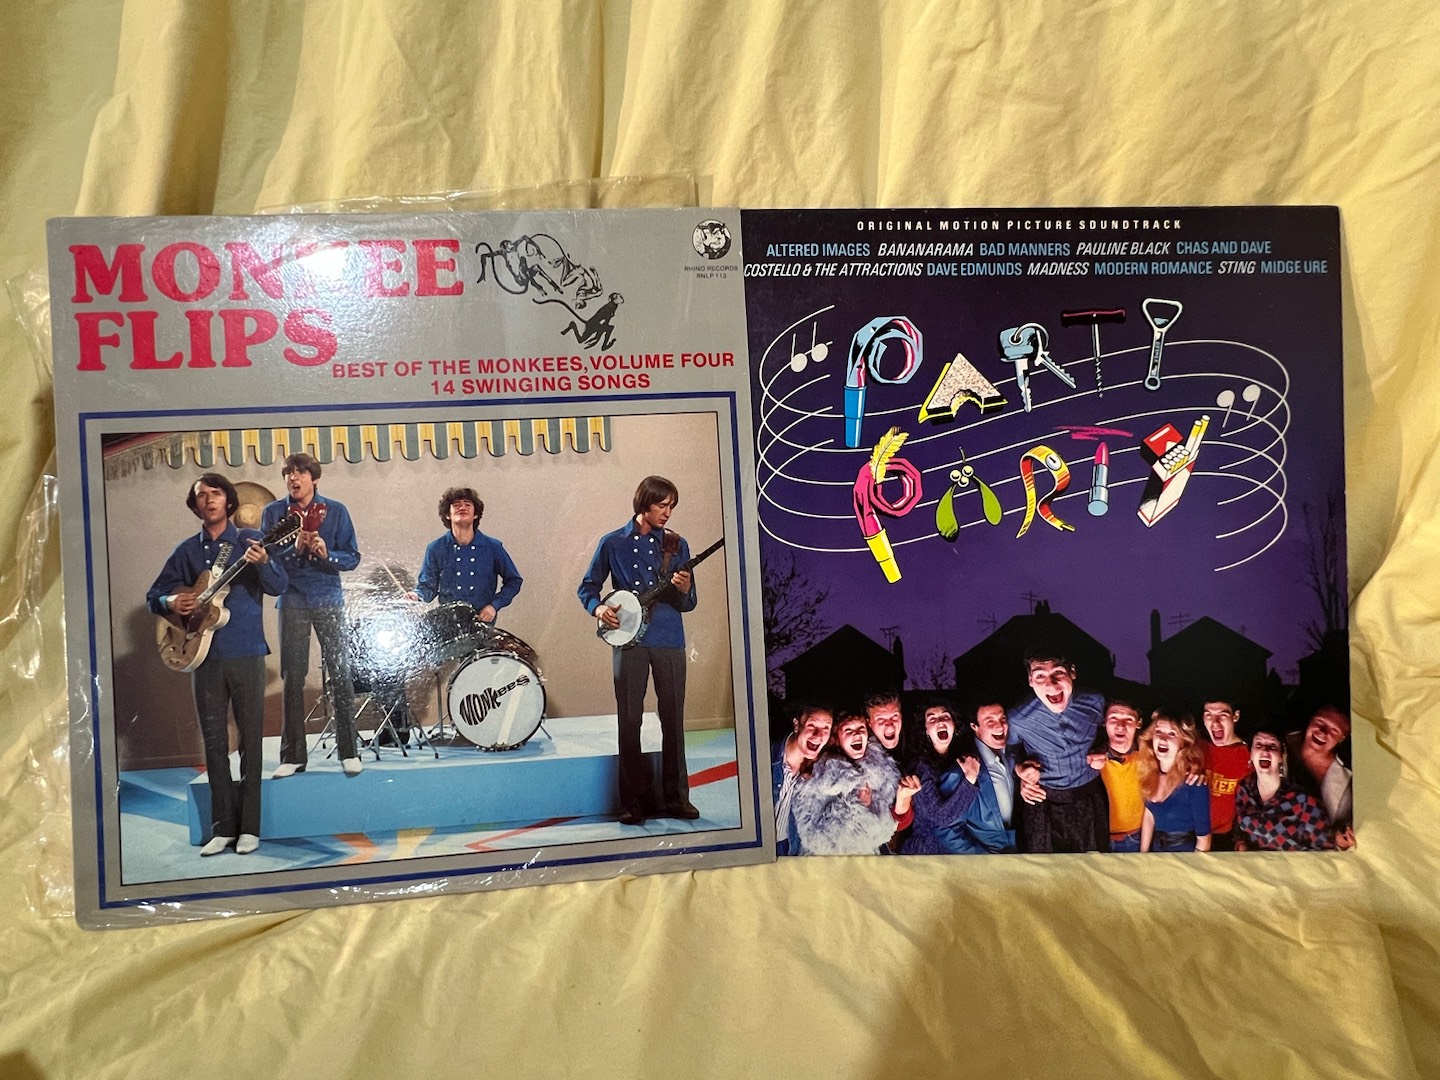 MONKEE
FLIPS
BEST OF THE MONKEES, VOLUME FOUR
14 SWINGING SONGS
RHINO RECORDS
RNLP 113
MONKEES
ORIGINAL MOTION PICTURE SOUNDTRACK
ALTERED IMAGES BANANARAMA BAD MANNERS PAULINE BLACK CHAS AND DAVE
COSTELLO & THE ATTRACTIONS DAVE EDMUNDS MADNESS MODERN ROMANCE STING MIDGE URE
PARTY
PARTY